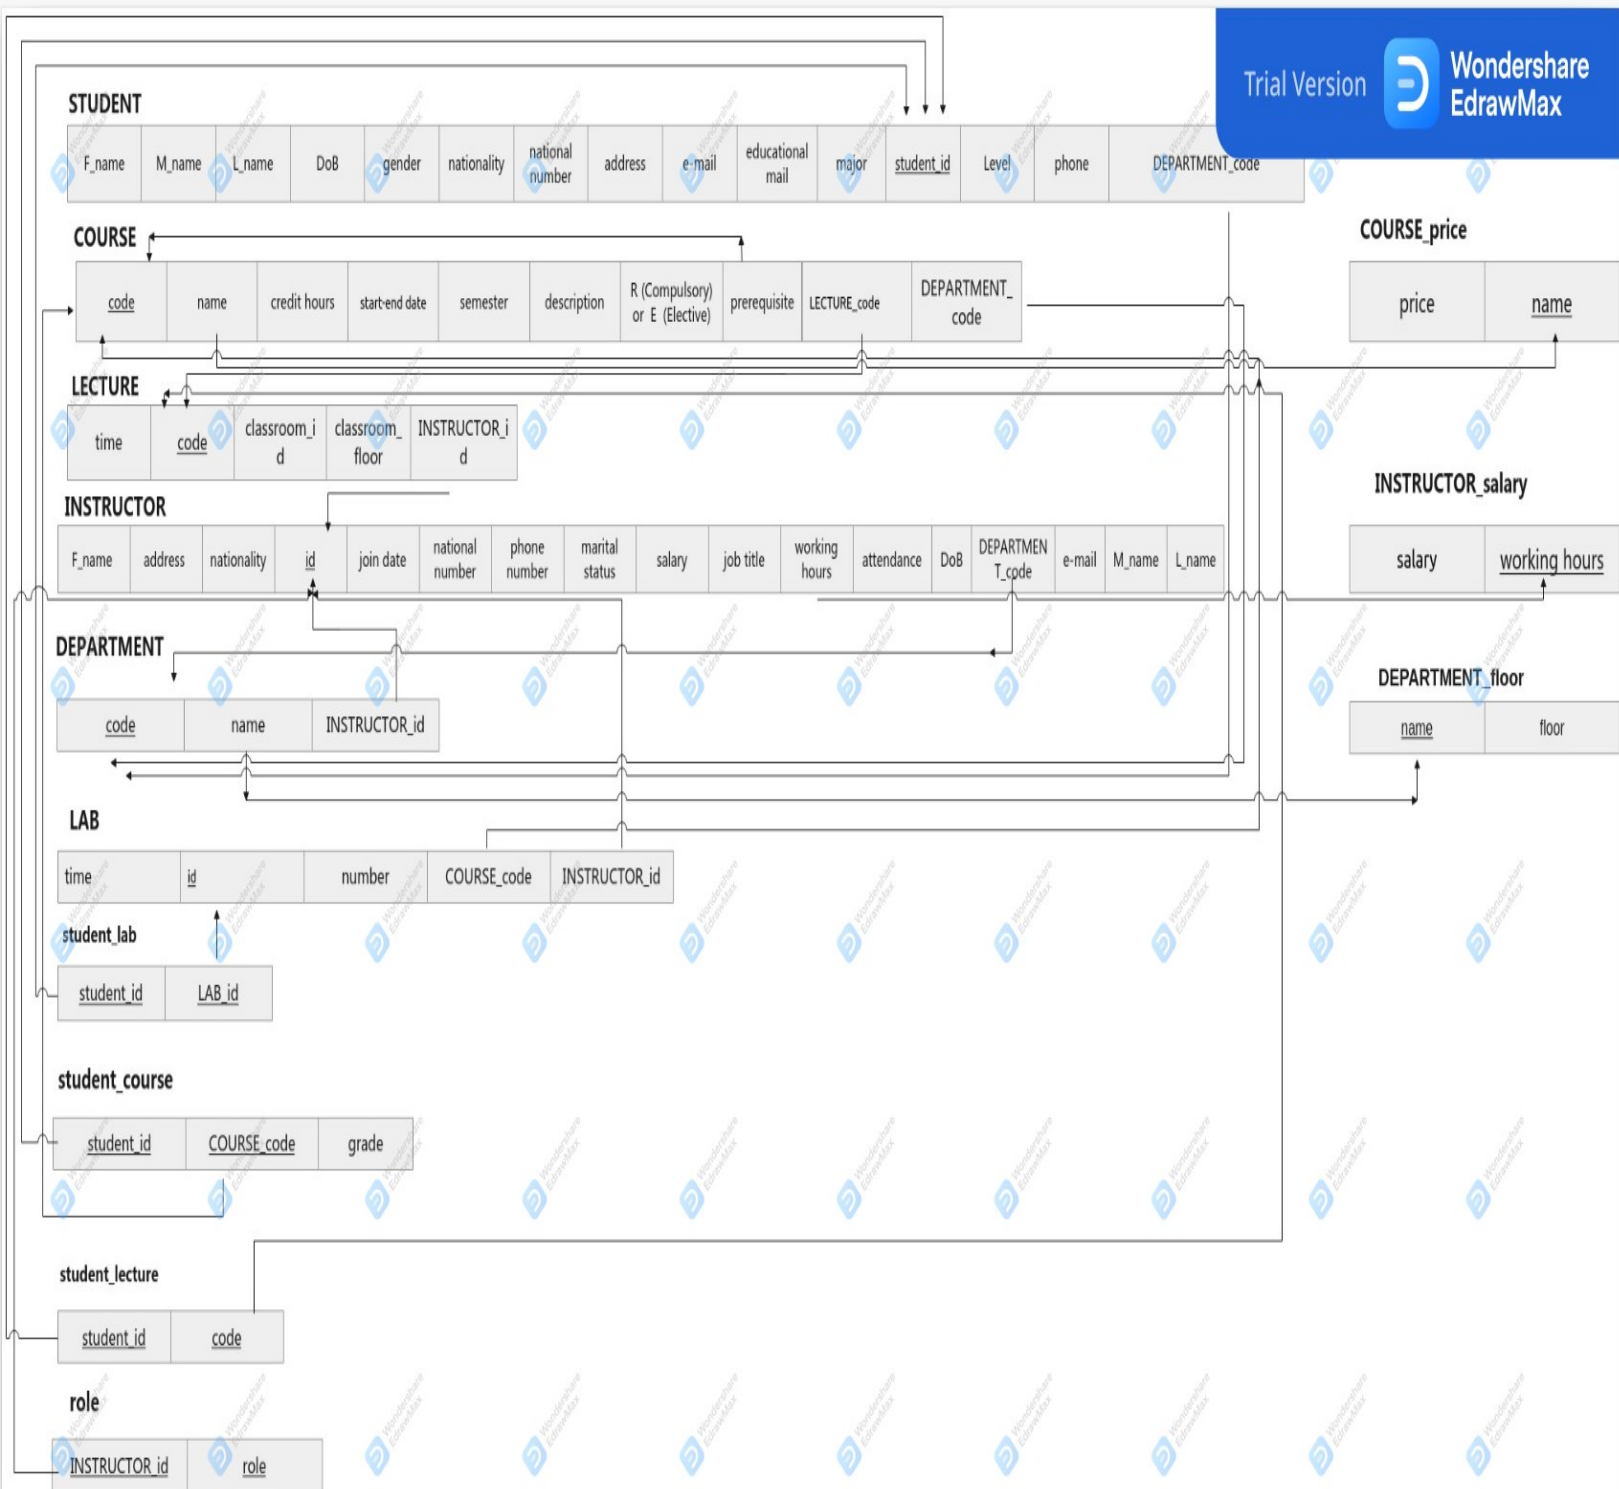 Trial Version
Wondershare
EdrawMax
STUDENT
F_name
M_name
L_name
DoB
gender
nationality
national
number
address
e-mail
educational
mail
major
student_id
Level
phone
DEPARTMENT_code
COURSE
code
name
credit hours
start-end date
semester
description
R (Compulsory)
or E (Elective)
prerequisite
LECTURE_code
DEPARTMENT_
code
COURSE_price
price
name
LECTURE
time
code
classroom_i
d
classroom_
floor
INSTRUCTOR_i
d
INSTRUCTOR_salary
salary
working hours
INSTRUCTOR
F_name
address
nationality
id
join date
national
number
phone
number
marital
status
salary
job title
working
hours
attendance
DoB
DEPARTMEN
T_code
e-mail
M_name
L_name
DEPARTMENT
code
name
INSTRUCTOR_id
DEPARTMENT_floor
name
floor
LAB
time
id
number
COURSE_code
INSTRUCTOR_id
student_lab
student_id
LAB_id
student_course
student_id
COURSE_code
grade
student_lecture
student_id
code
role
INSTRUCTOR_id
role